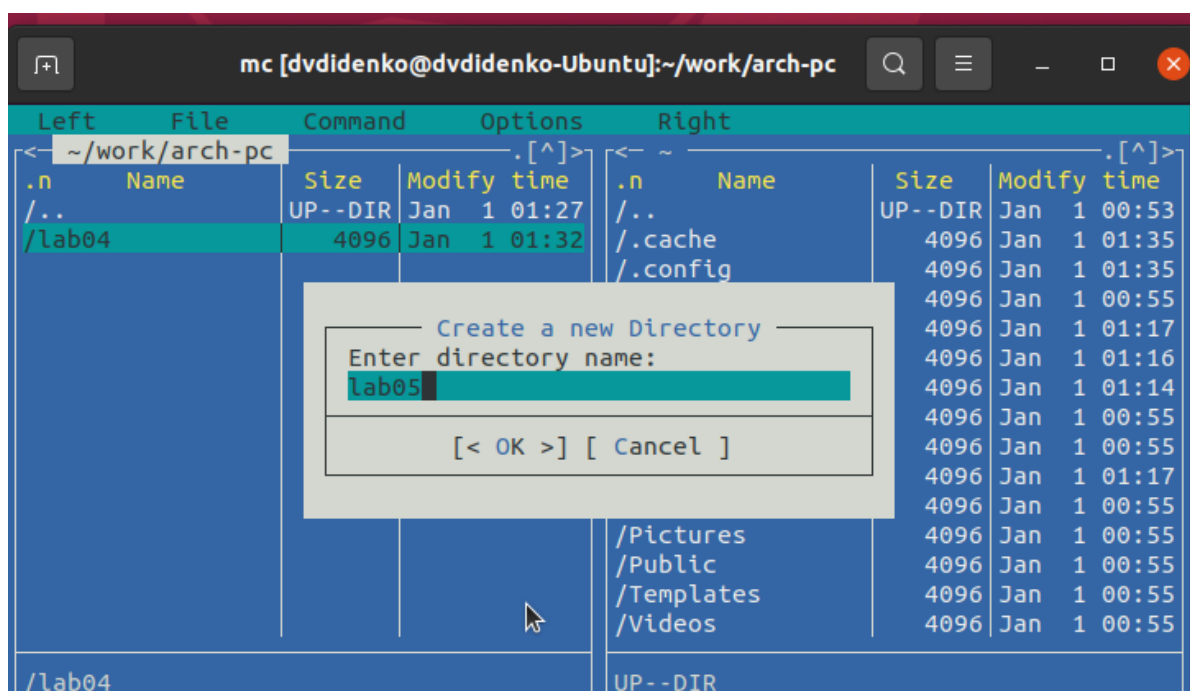 mc [dvdidenko@dvdidenko-Ubuntu]:~/work/arch-pc
Left File Command Options Right
<─ ~/work/arch-pc .[^]> <─ ~ .[^]>
.n Name Size Modify time .n Name Size Modify time
/.. UP--DIR Jan 1 01:27 /.. UP--DIR Jan 1 00:53
/lab04 4096 Jan 1 01:32 /.cache 4096 Jan 1 01:35
/.config 4096 Jan 1 01:35
4096 Jan 1 00:55
Create a new Directory 4096 Jan 1 01:17
Enter directory name: 4096 Jan 1 01:16
lab05 4096 Jan 1 01:14
4096 Jan 1 00:55
[< OK >] [ Cancel ] 4096 Jan 1 00:55
4096 Jan 1 01:17
4096 Jan 1 00:55
/Pictures 4096 Jan 1 00:55
/Public 4096 Jan 1 00:55
/Templates 4096 Jan 1 00:55
/Videos 4096 Jan 1 00:55
/lab04 UP--DIR